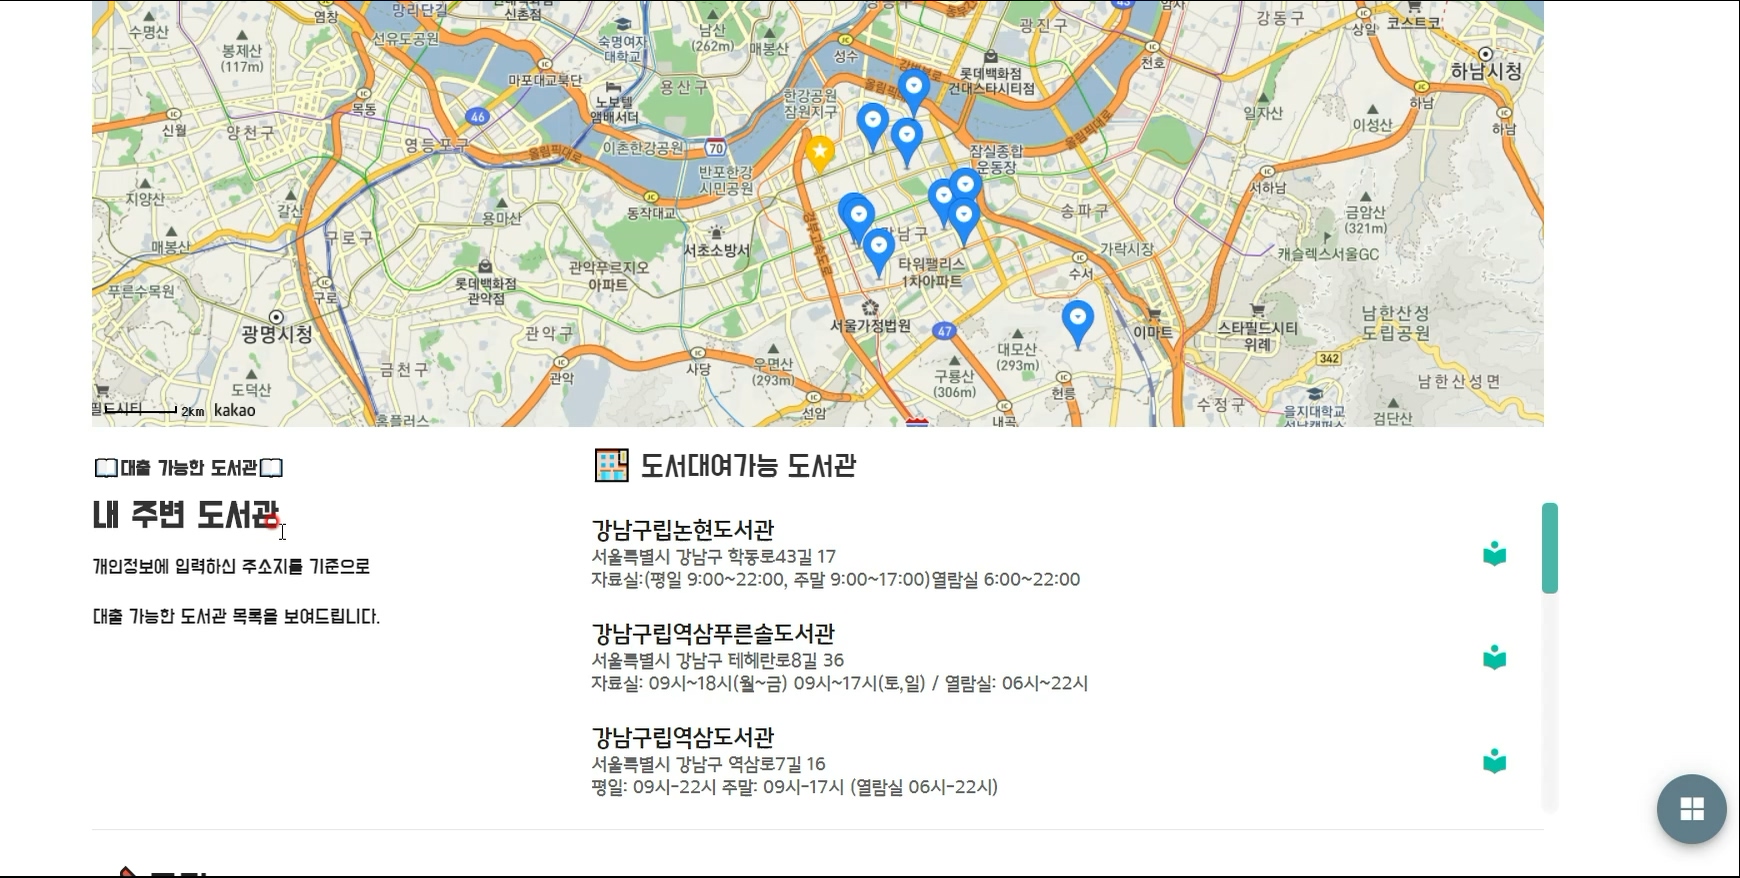 수명산
염창
망리단길
신촌점
선유도공원
봉제산
(117m)
숙명여자
대학교
남산
(262m)
매봉산
성수
광진구
천호
강동구
상일
코스트코
하남시청
마포대교북단
용산구
한강공원
잠원지구
롯데백화점
건대스타시티점
강변북로
올림픽대로
하남
신월
목동
46
노보텔
앰배서더
일자산
이성산
하남
양천구
영등포구
올림픽대로
이촌한강공원
70
잠실종합
운동장
반포한강
시민공원
서하남
지양산
갈산
용마산
동작대교
송파구
금암산
(321m)
매봉산
구로구
서초소방서
강남구
가락시장
캐슬렉스서울GC
경부고속도로
푸른수목원
구로
롯데백화점
관악점
관악푸르지오
아파트
타워팰리스
1차아파트
수서
광명시청
관악구
서울가정법원
47
이마트
스타필드시티
위례
남한산성
도립공원
금천구
관악
사당
우면산
(293m)
구룡산
(306m)
대모산
(293m)
헌릉
342
남한산성면
도덕산
필드시티
2km kakao
홈플러스
선암
내곡
수정구
을지대학교
검단산
대출 가능한 도서관
내 주변 도서관
개인정보에 입력하신 주소지를 기준으로
대출 가능한 도서관 목록을 보여드립니다.
도서대여가능 도서관
강남구립논현도서관
서울특별시 강남구 학동로43길 17
자료실:(평일 9:00~22:00, 주말 9:00~17:00)열람실 6:00~22:00
강남구립역삼푸른솔도서관
서울특별시 강남구 테헤란로8길 36
자료실: 09시~18시(월~금) 09시~17시(토,일) / 열람실: 06시~22시
강남구립역삼도서관
서울특별시 강남구 역삼로7길 16
평일: 09시-22시 주말: 09시-17시 (열람실 06시-22시)